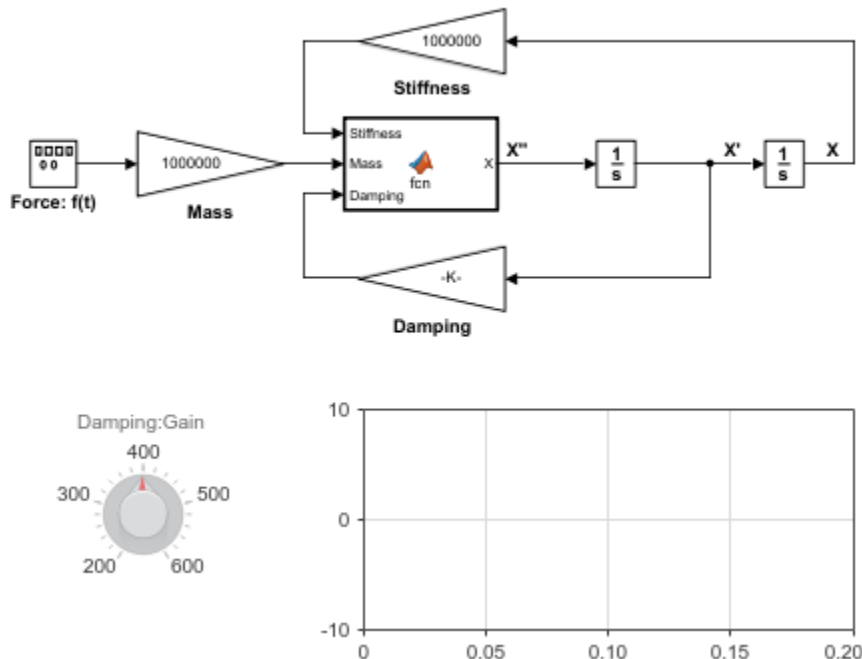 1000000
Stiffness
Stiffness
Mass
Damping
fcn
X
X''
1
s
X'
1
s
X
Force: f(t)
1000000
Mass
-K-
Damping
Damping:Gain
400
300
500
200
600
10
0
-10
0
0.05
0.10
0.15
0.20